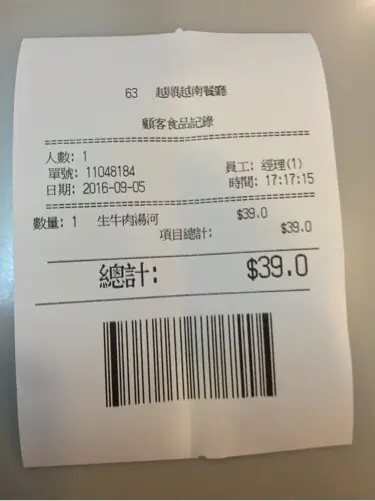 63 越順越南餐廳
顧客食品記錄
人數: 1
單號: 11048184 員工: 經理(1)
日期: 2016-09-05 時間: 17:17:15
數量: 1 生牛肉湯河 $39.0
項目總計: $39.0
總計: $39.0